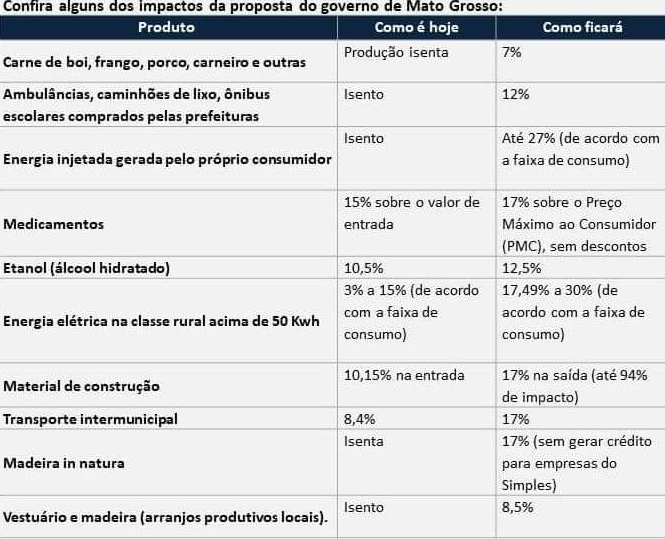 Confira alguns dos impactos da proposta do governo de Mato Grosso:
Produto Como é hoje Como ficará
Carne de boi, frango, porco, carneiro e outras Produção isenta 7%
Ambulâncias, caminhões de lixo, ônibus
escolares comprados pelas prefeituras Isento 12%
Energia injetada gerada pelo próprio consumidor Isento Até 27% (de acordo com
a faixa de consumo)
Medicamentos 15% sobre o valor de
entrada 17% sobre o Preço
Máximo ao Consumidor
(PMC), sem descontos
Etanol (álcool hidratado) 10,5% 12,5%
Energia elétrica na classe rural acima de 50 Kwh 3% a 15% (de acordo
com a faixa de
consumo) 17,49% a 30% (de
acordo com a faixa de
consumo)
Material de construção 10,15% na entrada 17% na saída (até 94%
de impacto)
Transporte intermunicipal 8,4% 17%
Madeira in natura Isenta 17% (sem gerar crédito
para empresas do
Simples)
Vestuário e madeira (arranjos produtivos locais). Isento 8,5%